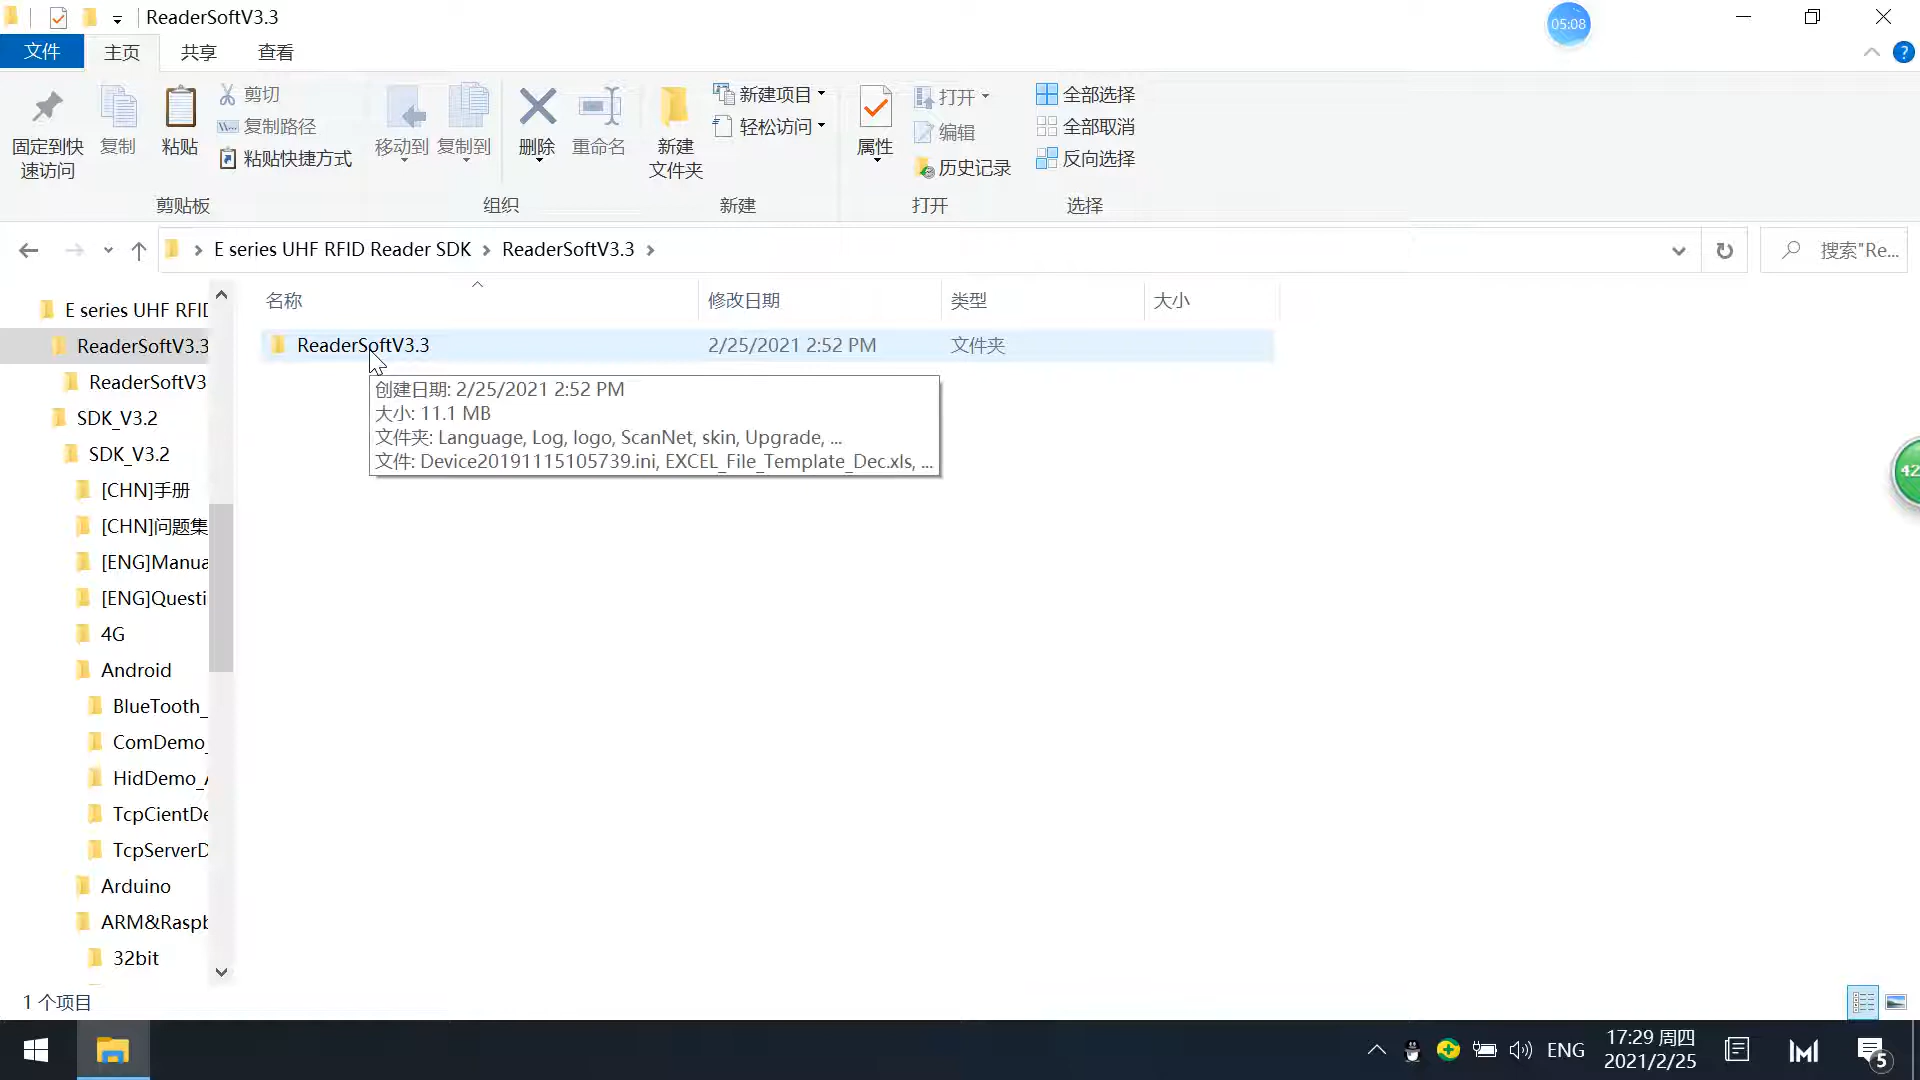 ReaderSoftV3.3
05:08
文件
主页
共享
查看
?
固定到快
速访问
复制
粘贴
剪切
复制路径
粘贴快捷方式
移动到
复制到
删除
重命名
新建
文件夹
新建项目
轻松访问
属性
打开
编辑
历史记录
全部选择
全部取消
反向选择
剪贴板
组织
新建
打开
选择
E series UHF RFID Reader SDK
ReaderSoftV3.3
搜索"Re...
名称
修改日期
类型
大小
ReaderSoftV3.3
2/25/2021 2:52 PM
文件夹
创建日期: 2/25/2021 2:52 PM
大小: 11.1 MB
文件夹: Language, Log, logo, ScanNet, skin, Upgrade, ...
文件: Device20191115105739.ini, EXCEL_File_Template_Dec.xls, ...
E series UHF RFID
ReaderSoftV3.3
ReaderSoftV3
SDK_V3.2
SDK_V3.2
[CHN]手册
[CHN]问题集
[ENG]Manua
[ENG]Questi
4G
Android
BlueTooth_
ComDemo_
HidDemo_A
TcpCientDe
TcpServerD
Arduino
ARM&Raspb
32bit
42
1 个项目
ENG
17:29 周四
2021/2/25
5